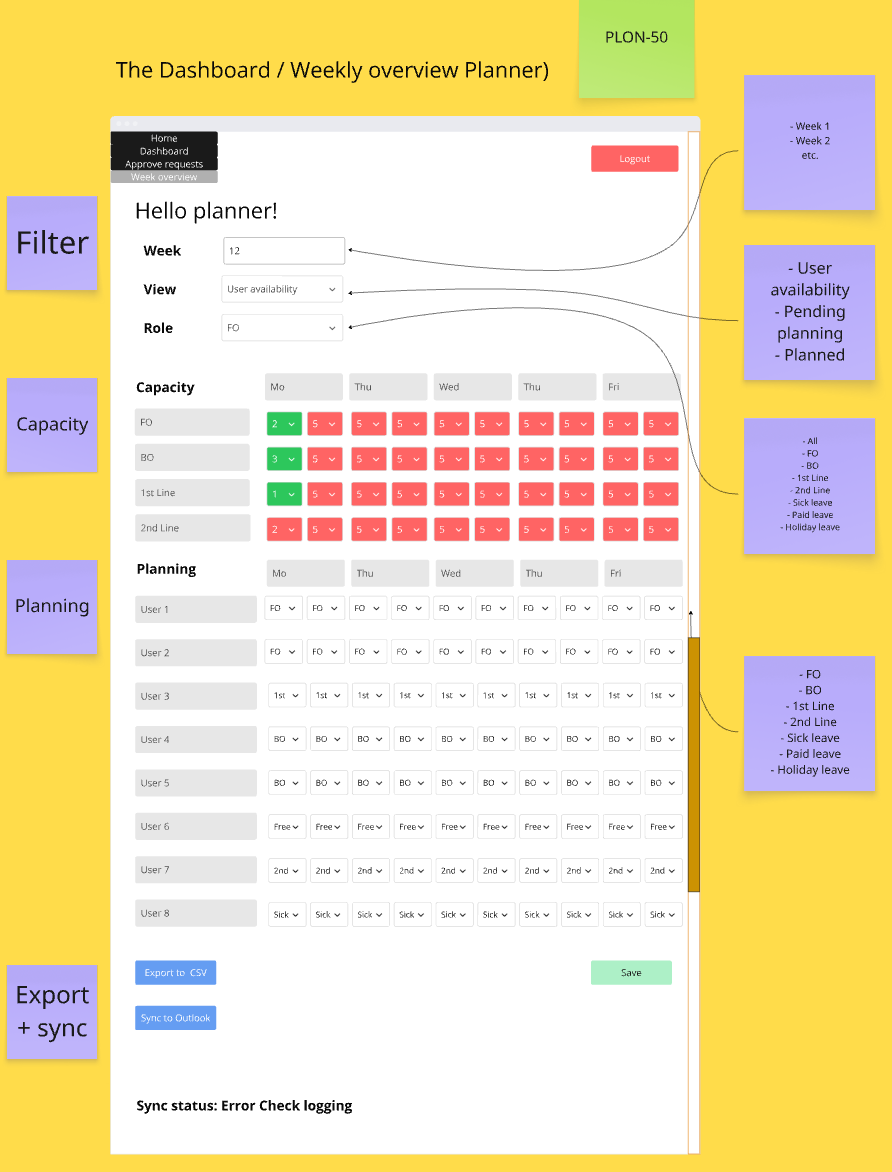 PLON-50
The Dashboard / Weekly overview Planner)
Home
Dashboard
Approve requests
Week overview
Logout
Hello planner!
Filter
Week
12
View
User availability
Role
FO
- Week 1
- Week 2
etc.
- User
availability
- Pending
planning
- Planned
- All
- FO
- BO
- 1st Line
- 2nd Line
- Sick leave
- Paid leave
- Holiday leave
Capacity
Capacity Mo Thu Wed Thu Fri
FO 2 5 5 5 5 5 5 5 5 5
BO 3 5 5 5 5 5 5 5 5 5
1st Line 1 5 5 5 5 5 5 5 5 5
2nd Line 2 5 5 5 5 5 5 5 5 5
Planning
Planning Mo Thu Wed Thu Fri
User 1 FO FO FO FO FO FO FO FO FO FO
User 2 FO FO FO FO FO FO FO FO FO FO
User 3 1st 1st 1st 1st 1st 1st 1st 1st 1st 1st
User 4 BO BO BO BO BO BO BO BO BO BO
User 5 BO BO BO BO BO BO BO BO BO BO
User 6 Free Free Free Free Free Free Free Free Free Free
User 7 2nd 2nd 2nd 2nd 2nd 2nd 2nd 2nd 2nd 2nd
User 8 Sick Sick Sick Sick Sick Sick Sick Sick Sick Sick
- FO
- BO
- 1st Line
- 2nd Line
- Sick leave
- Paid leave
- Holiday leave
Export
+ sync
Export to CSV
Save
Sync to Outlook
Sync status: Error Check logging